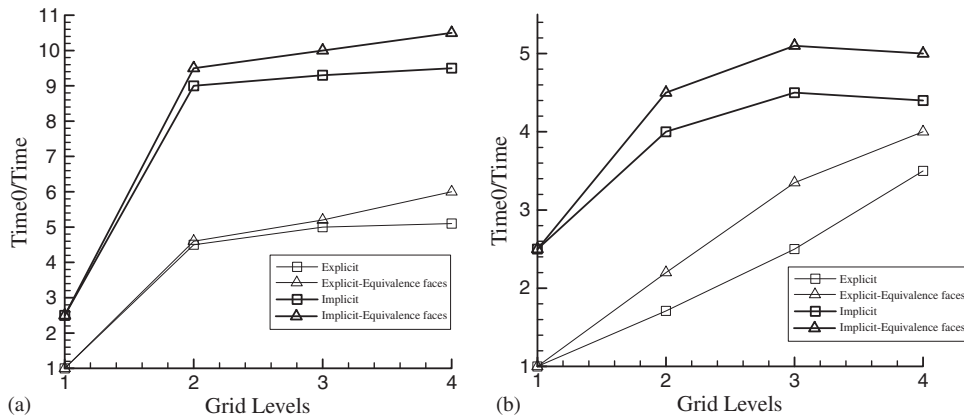 11
10
9
8
7
6
5
4
3
2
1
Time0/Time
1 2 3 4
Grid Levels
Explicit
Explicit-Equivalence faces
Implicit
Implicit-Equivalence faces
(a)
5
4
3
2
1
Time0/Time
1 2 3 4
Grid Levels
Explicit
Explicit-Equivalence faces
Implicit
Implicit-Equivalence faces
(b)